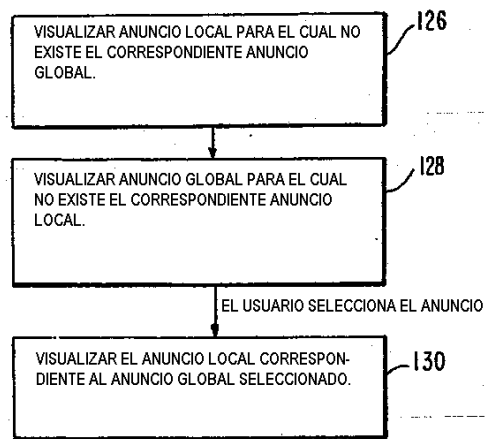 VISUALIZAR ANUNCIO LOCAL PARA EL CUAL NO
EXISTE EL CORRESPONDIENTE ANUNCIO
GLOBAL.
126
VISUALIZAR ANUNCIO GLOBAL PARA EL CUAL
NO EXISTE EL CORRESPONDIENTE ANUNCIO
LOCAL.
128
EL USUARIO SELECCIONA EL ANUNCIO
VISUALIZAR EL ANUNCIO LOCAL CORRESPON-
DIENTE AL ANUNCIO GLOBAL SELECCIONADO.
130